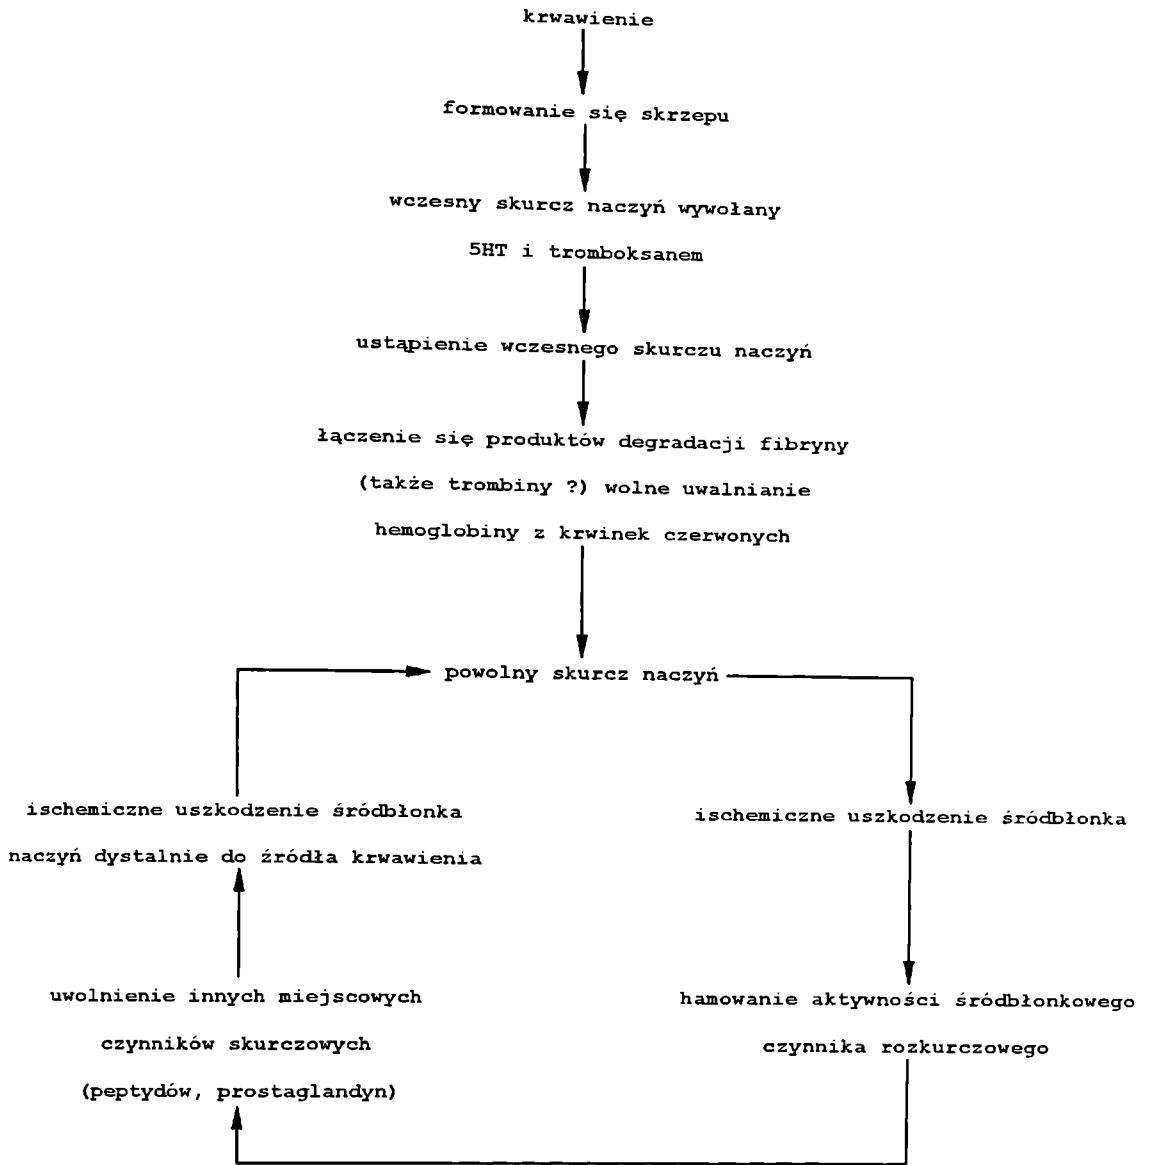 krwawienie
formowanie się skrzepu
wczesny skurcz naczyń wywołany
5HT i tromboksanem
ustąpienie wczesnego skurczu naczyń
łączenie się produktów degradacji fibryny
(także trombiny ?) wolne uwalnianie
hemoglobiny z krwinek czerwonych
powolny skurcz naczyń
ischemiczne uszkodzenie śródbłonka
naczyń dystalnie do źródła krwawienia
uwolnienie innych miejscowych
czynników skurczowych
(peptydów, prostaglandyn)
ischemiczne uszkodzenie śródbłonka
hamowanie aktywności śródbłonkowego
czynnika rozkurczowego